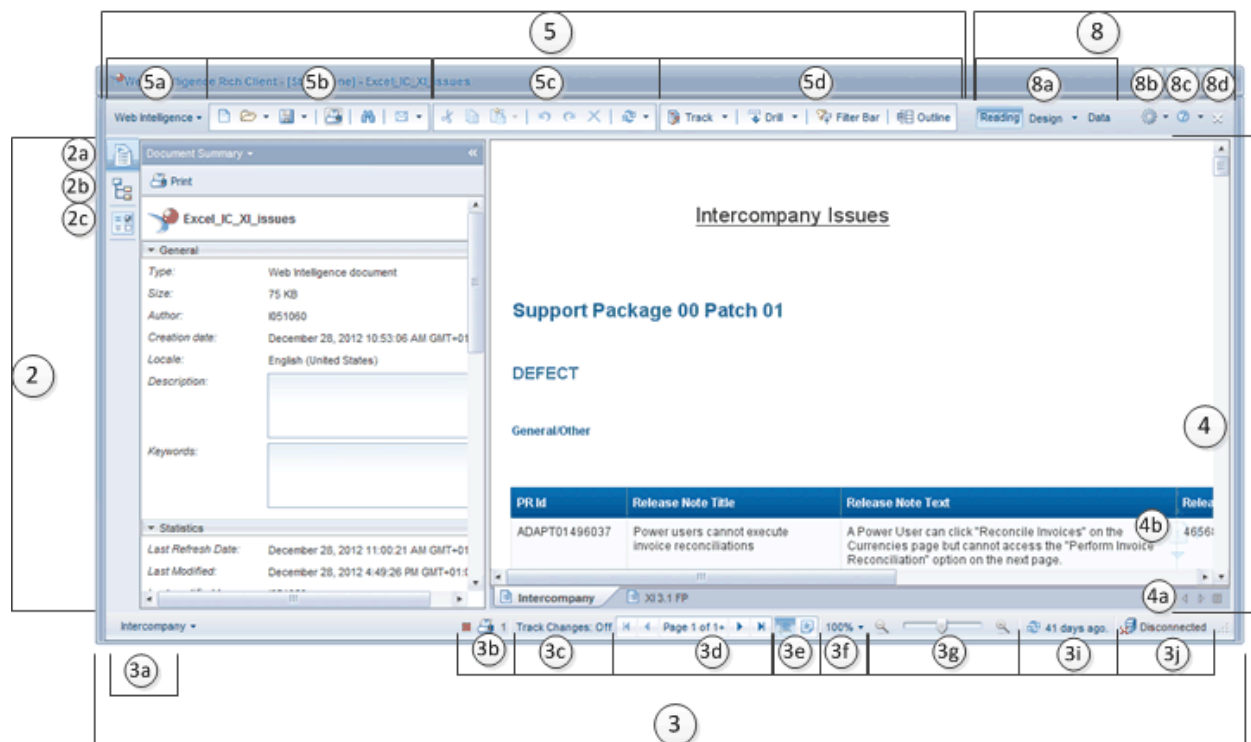 5
8
5a
5b
5c
5d
8a
8b
8c
8d
Intelligence Rich Client - [Standalone] - Excel_IC_XI_issues
Web Intelligence
Track
Drill
Filter Bar
Outline
Reading
Design
Data
2a
2b
2c
2
Document Summary
Print
Excel_IC_XI_issues
General
Type: Web Intelligence document
Size: 75 KB
Author: I051060
Creation date: December 28, 2012 10:53:06 AM GMT+01
Locale: English (United States)
Description:
Keywords:
Statistics
Last Refresh Date: December 28, 2012 11:00:21 AM GMT+01
Last Modified: December 28, 2012 4:49:26 PM GMT+01:0
Intercompany Issues
Support Package 00 Patch 01
DEFECT
General/Other
4
PR Id
Release Note Title
Release Note Text
Relea
ADAPT01496037
Power users cannot execute
invoice reconciliations
A Power User can click "Reconcile Invoices" on the
Currencies page but cannot access the "Perform Invoice
Reconciliation" option on the next page.
4b
4656
Intercompany
XI 3.1 FP
4a
Intercompany
1
Track Changes: Off
Page 1 of 1+
100%
41 days ago.
Disconnected
3a
3b
3c
3d
3e
3f
3g
3i
3j
3